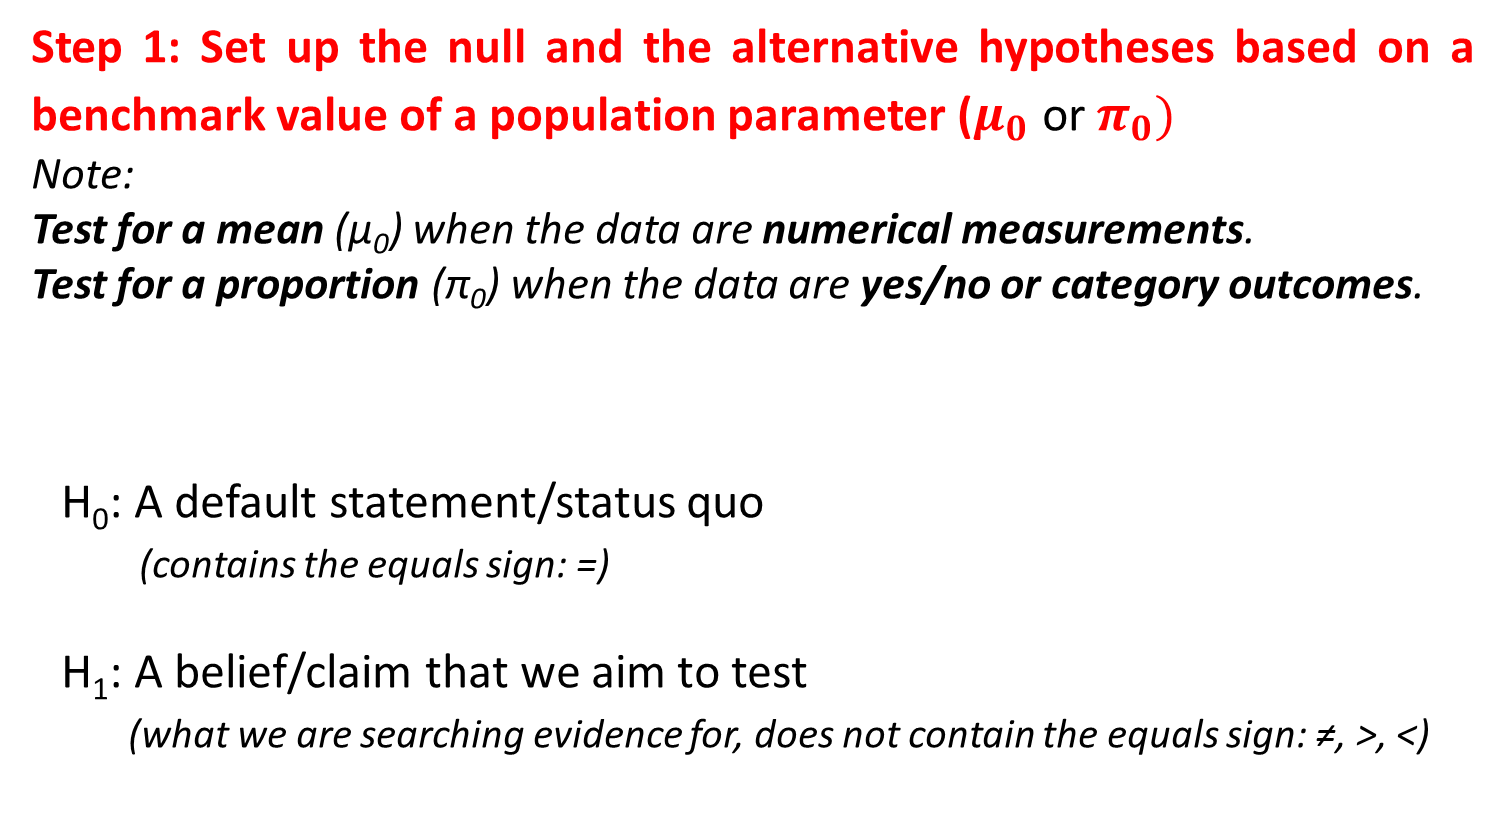 Step 1: Set up the null and the alternative hypotheses based on a
benchmark value of a population parameter (μ₀ or π₀)
Note:
Test for a mean (μ₀) when the data are numerical measurements.
Test for a proportion (π₀) when the data are yes/no or category outcomes.
H₀: A default statement/status quo
(contains the equals sign: =)
H₁: A belief/claim that we aim to test
(what we are searching evidence for, does not contain the equals sign: ≠, >, <)